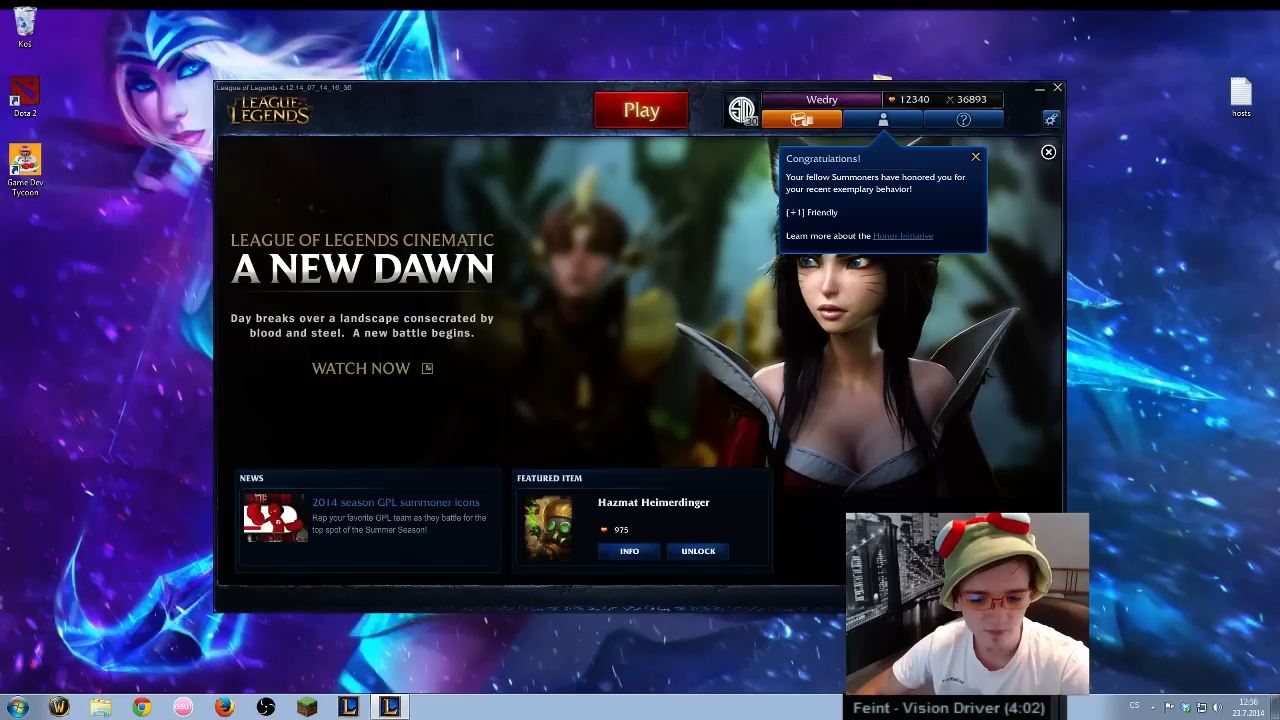 Koš
Dota 2
Game Dev
Tycoon
hosts
League of Legends 4.12.14_07_14_16_36
LEAGUE OF
LEGENDS
Play
30
Wedry
12340
36893
?
Congratulations!
Your fellow Summoners have honored you for
your recent exemplary behavior!
[+1] Friendly
Learn more about the Honor Initiative
LEAGUE OF LEGENDS CINEMATIC
A NEW DAWN
Day breaks over a landscape consecrated by
blood and steel. A new battle begins.
WATCH NOW
NEWS
2014 season GPL summoner icons
Rep your favorite GPL team as they battle for the
top spot of the Summer Season!
FEATURED ITEM
Hazmat Heimerdinger
975
INFO
UNLOCK
osu!
Feint - Vision Driver (4:02)
CS
12:56
23.7.2014